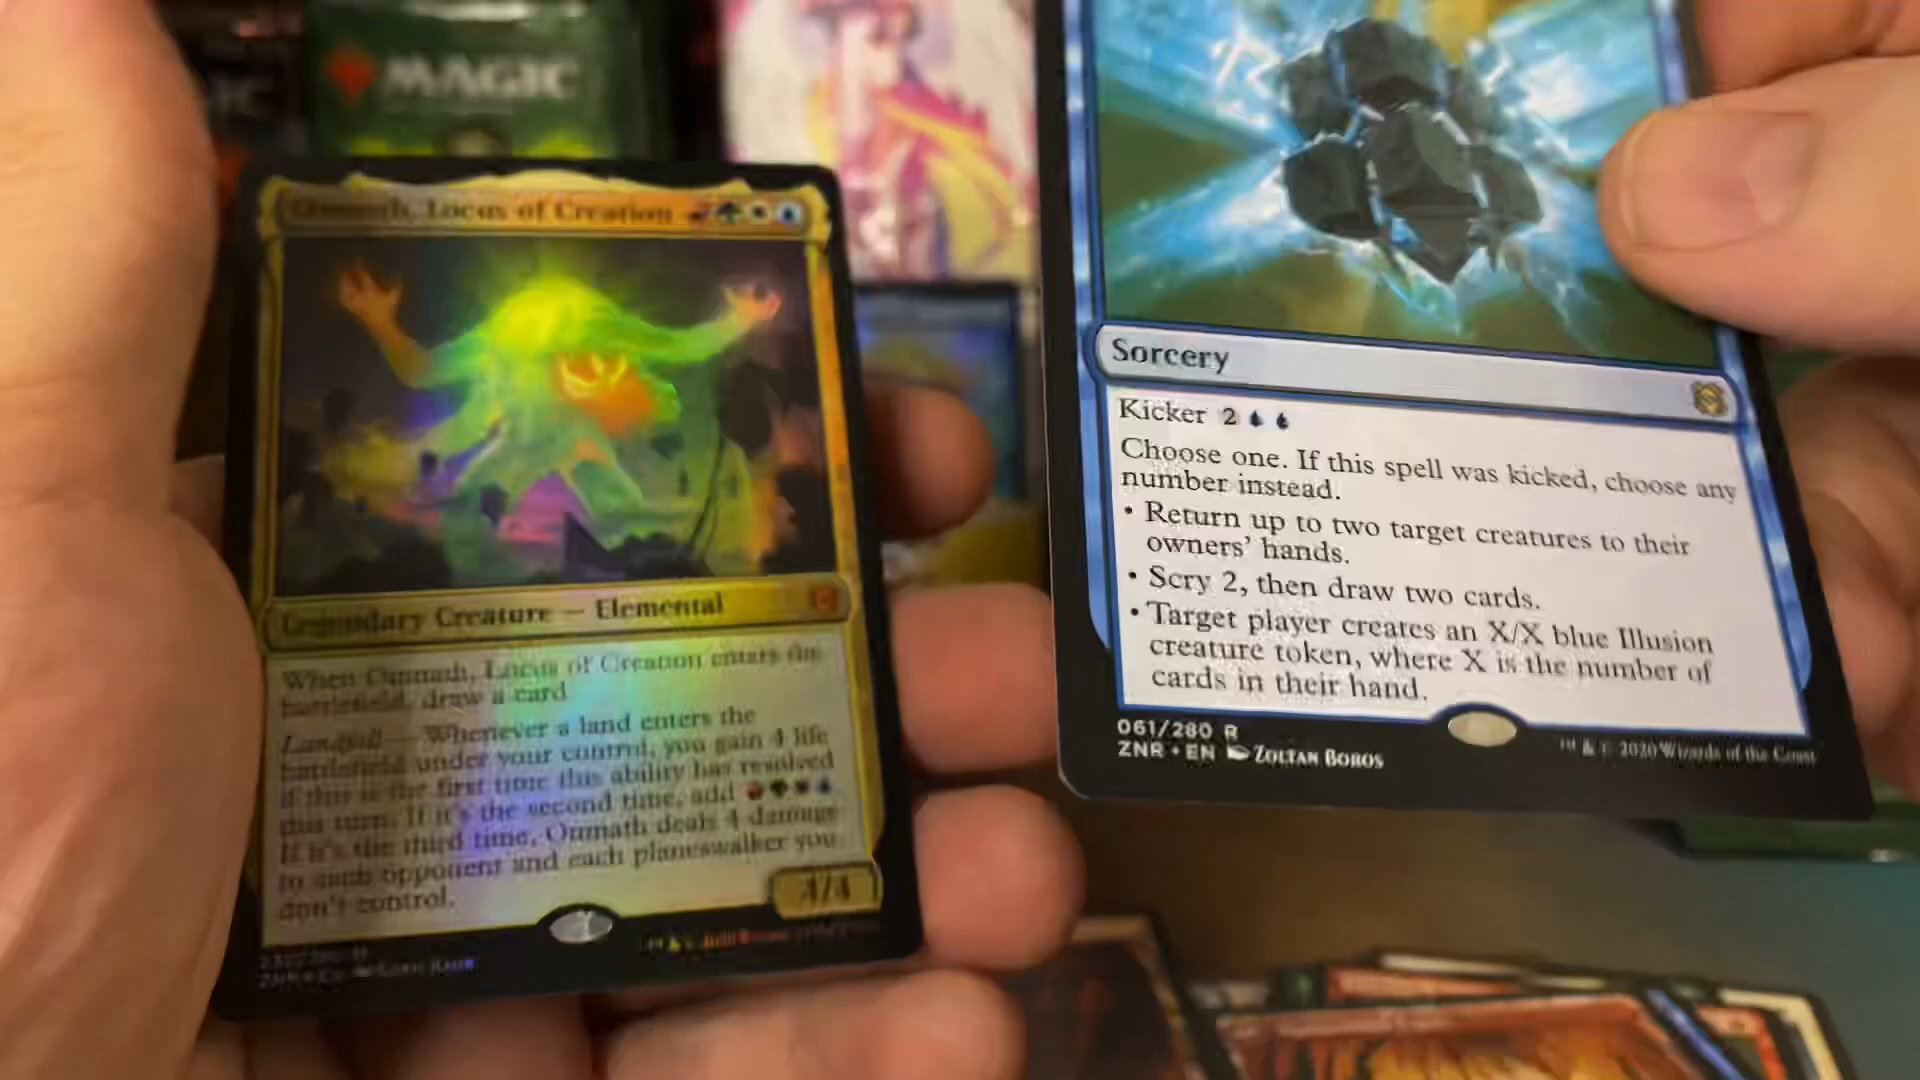 MAGIC
Omnath, Locus of Creation
Legendary Creature — Elemental
When Omnath, Locus of Creation enters the
battlefield, draw a card
Landfall — Whenever a land enters the
battlefield under your control, you gain 4 life
if this is the first time this ability has resolved
this turn. If it's the second time, add
If it's the third time, Omnath deals 4 damage
to each opponent and each planeswalker you
don't control.
4/4
Sorcery
Kicker 2
Choose one. If this spell was kicked, choose any
number instead.
• Return up to two target creatures to their
owners' hands.
• Scry 2, then draw two cards.
• Target player creates an X/X blue Illusion
creature token, where X is the number of
cards in their hand.
061/280 R
ZNR • EN Zoltan Boros
™ & © 2020 Wizards of the Coast